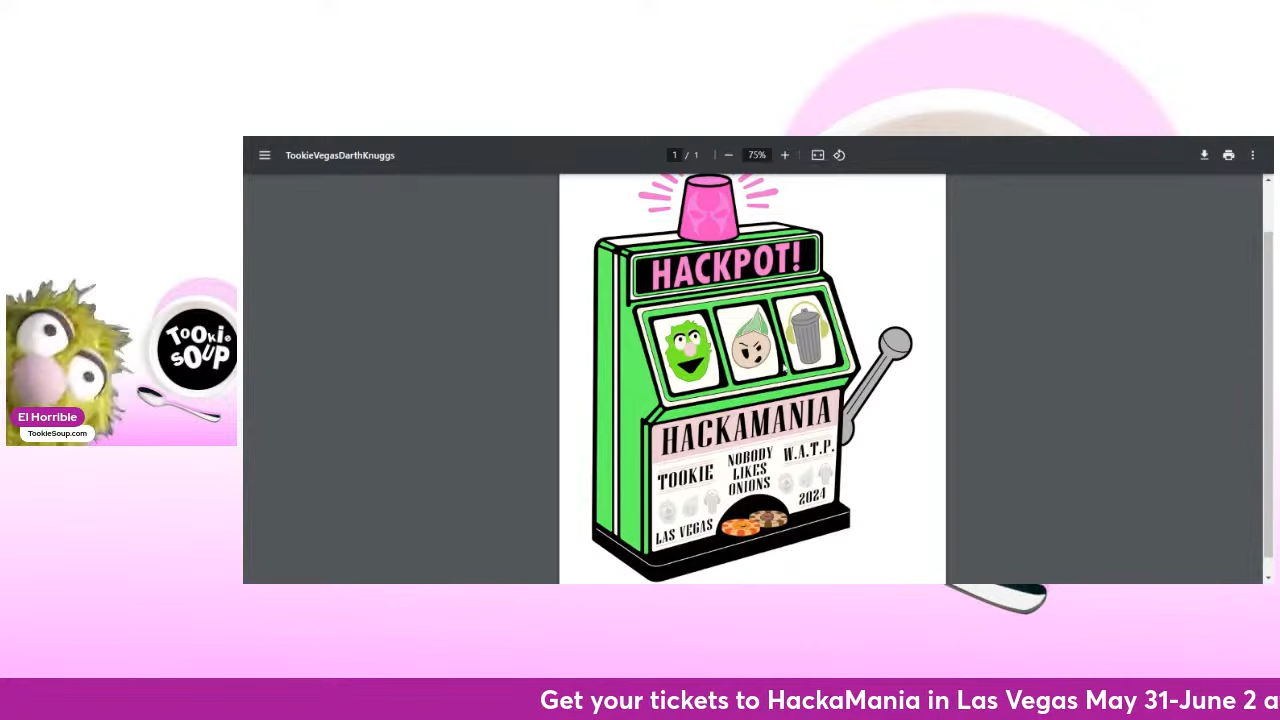 TookieVegasDarthKnuggs
1 / 1
75%
HACKPOT!
HACKAMANIA
TOOKIE
NOBODY
LIKES
ONIONS
W.A.T.P.
LAS VEGAS
2024
TOOKIE
SOUP
El Horrible
TookieSoup.com
Get your tickets to HackaMania in Las Vegas May 31-June 2 a